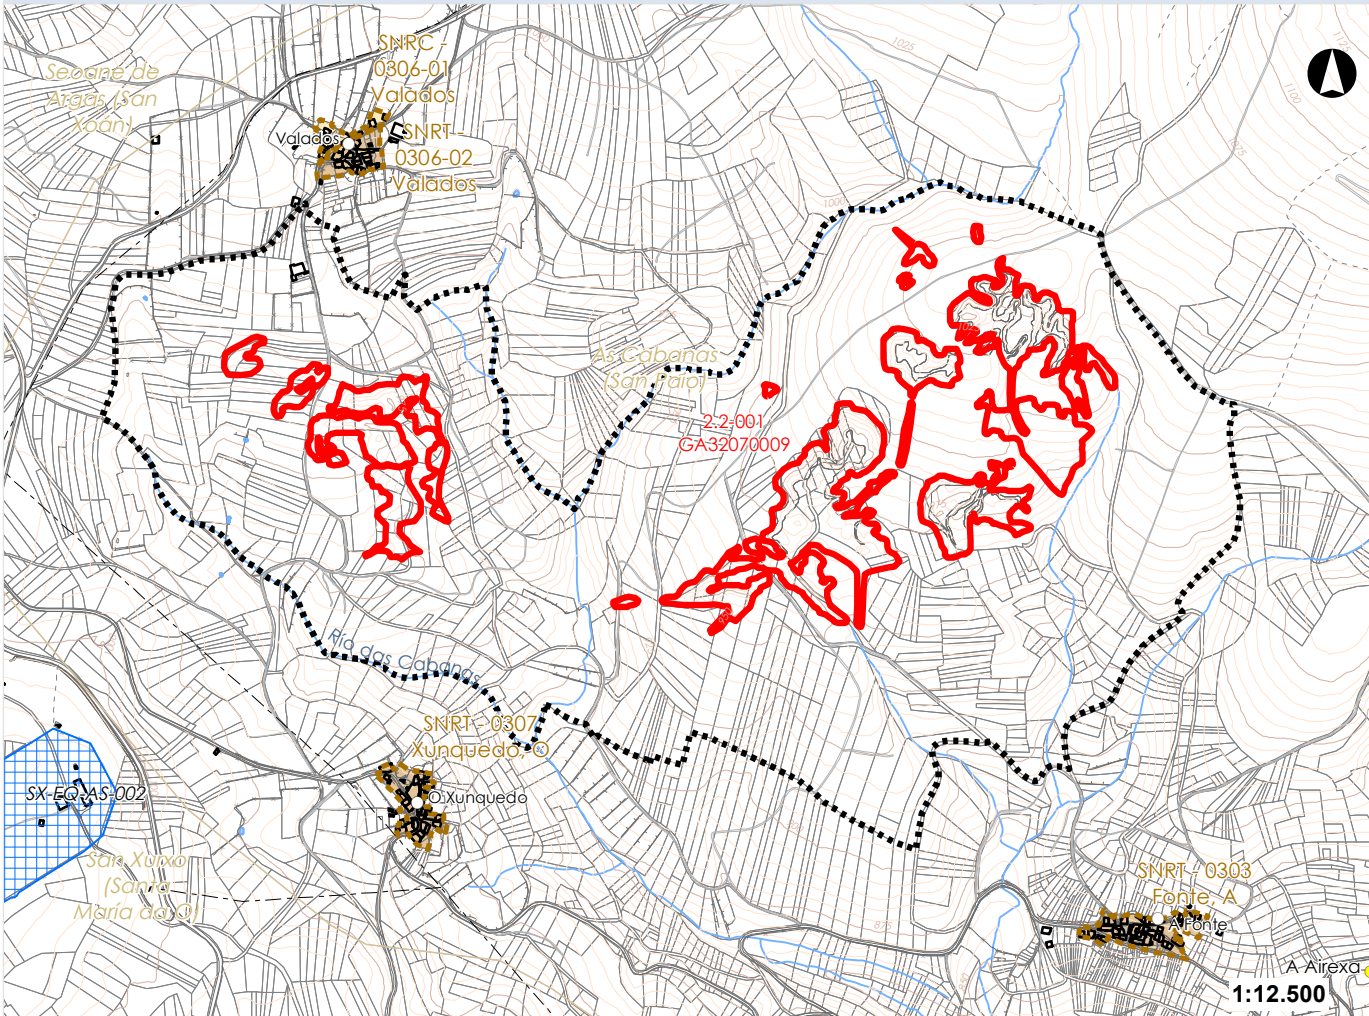 SNRC -
0306-01
Valados
Seoane de
Argas (San
Xoán)
Valados
SNRT -
0306-02
Valados
1025
1100
1025
1000
As Cabanas
(San Paio)
2.2-001
GA32070009
Río das Cabanas
SNRT - 0307
Xunquedo, O
O Xunquedo
SX-EQ-AS-002
San Xurxo
(Santa
María da O)
SNRT - 0303
Fonte, A
A Fonte
875
A Airexa
1:12.500